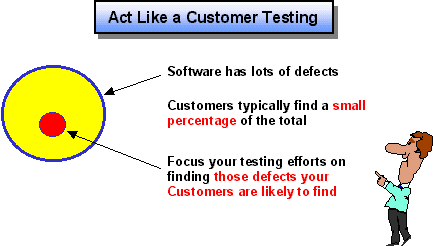 Act Like a Customer Testing
Software has lots of defects
Customers typically find a small
percentage of the total
Focus your testing efforts on
finding those defects your
Customers are likely to find